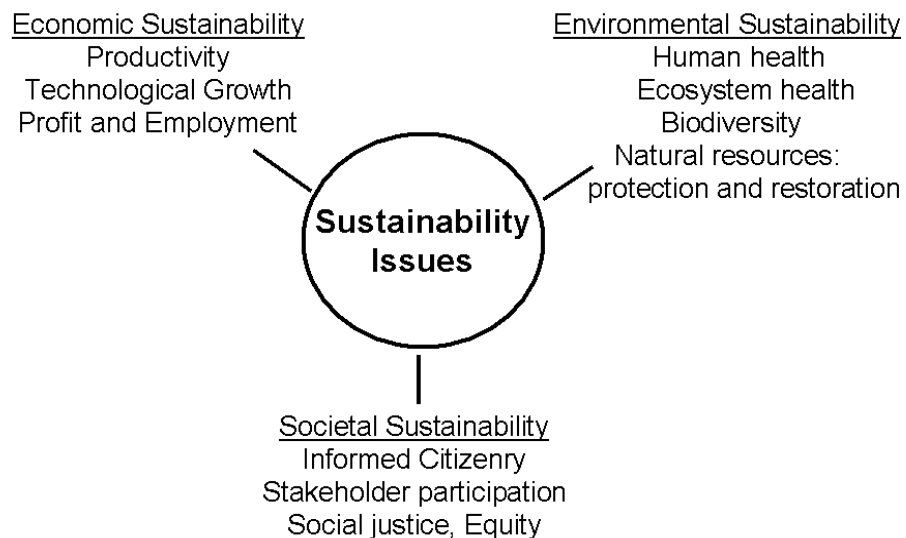 Economic Sustainability
Productivity
Technological Growth
Profit and Employment
Environmental Sustainability
Human health
Ecosystem health
Biodiversity
Natural resources:
protection and restoration
Sustainability
Issues
Societal Sustainability
Informed Citizenry
Stakeholder participation
Social justice, Equity